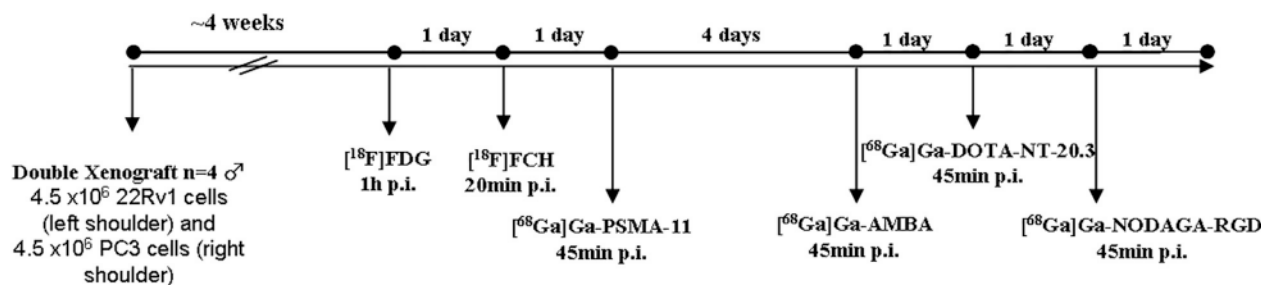 ~4 weeks
1 day
1 day
4 days
1 day
1 day
1 day
Double Xenograft n=4 ♂
4.5 x10⁶ 22Rv1 cells
(left shoulder) and
4.5 x10⁶ PC3 cells (right
shoulder)
[¹⁸F]FDG
1h p.i.
[¹⁸F]FCH
20min p.i.
[⁶⁸Ga]Ga-PSMA-11
45min p.i.
[⁶⁸Ga]Ga-AMBA
45min p.i.
[⁶⁸Ga]Ga-DOTA-NT-20.3
45min p.i.
[⁶⁸Ga]Ga-NODAGA-RGD
45min p.i.